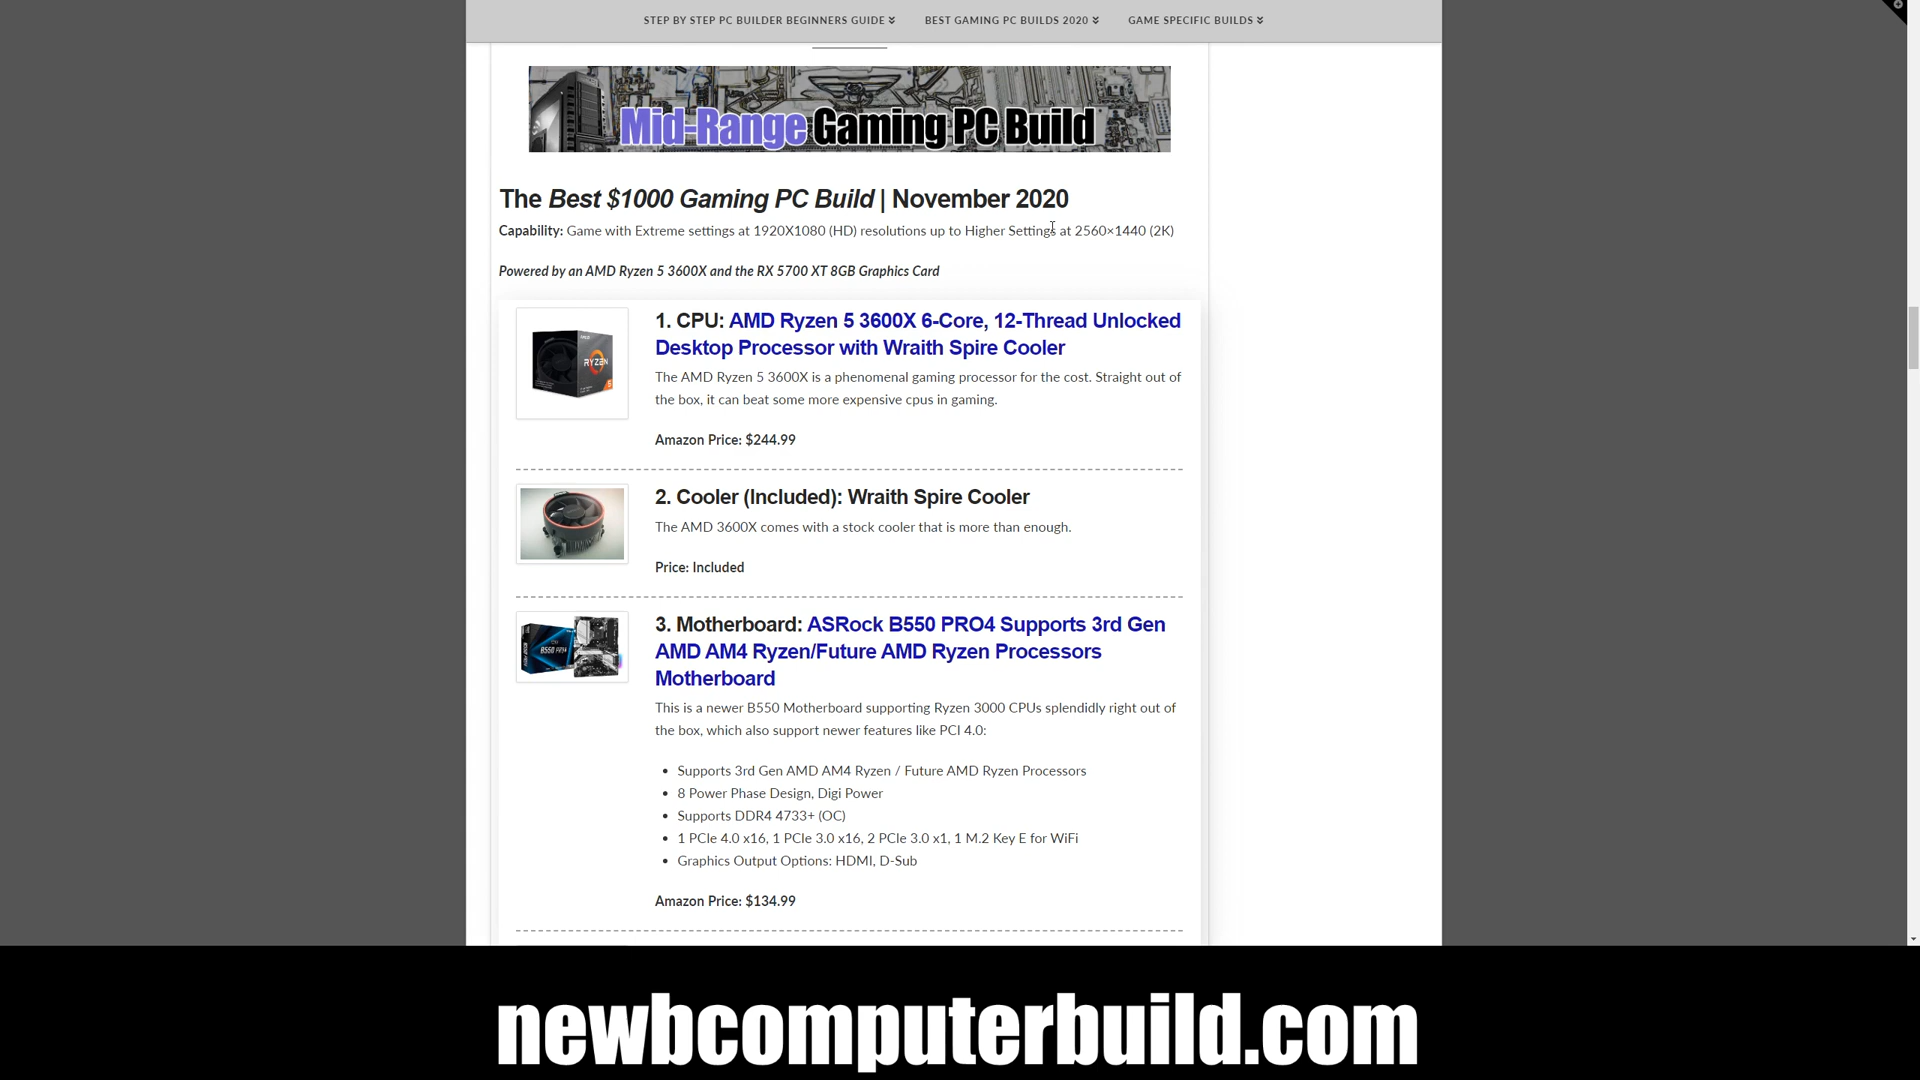 STEP BY STEP PC BUILDER BEGINNERS GUIDE
BEST GAMING PC BUILDS 2020
GAME SPECIFIC BUILDS
Mid-Range Gaming PC Build
The Best $1000 Gaming PC Build | November 2020
Capability: Game with Extreme settings at 1920X1080 (HD) resolutions up to Higher Settings at 2560×1440 (2K)
Powered by an AMD Ryzen 5 3600X and the RX 5700 XT 8GB Graphics Card
RYZEN
5
1. CPU: AMD Ryzen 5 3600X 6-Core, 12-Thread Unlocked
Desktop Processor with Wraith Spire Cooler
The AMD Ryzen 5 3600X is a phenomenal gaming processor for the cost. Straight out of
the box, it can beat some more expensive cpus in gaming.
Amazon Price: $244.99
2. Cooler (Included): Wraith Spire Cooler
The AMD 3600X comes with a stock cooler that is more than enough.
Price: Included
B550 PRO4
3. Motherboard: ASRock B550 PRO4 Supports 3rd Gen
AMD AM4 Ryzen/Future AMD Ryzen Processors
Motherboard
This is a newer B550 Motherboard supporting Ryzen 3000 CPUs splendidly right out of
the box, which also support newer features like PCI 4.0:
• Supports 3rd Gen AMD AM4 Ryzen / Future AMD Ryzen Processors
• 8 Power Phase Design, Digi Power
• Supports DDR4 4733+ (OC)
• 1 PCIe 4.0 x16, 1 PCIe 3.0 x16, 2 PCIe 3.0 x1, 1 M.2 Key E for WiFi
• Graphics Output Options: HDMI, D-Sub
Amazon Price: $134.99
newbcomputerbuild.com